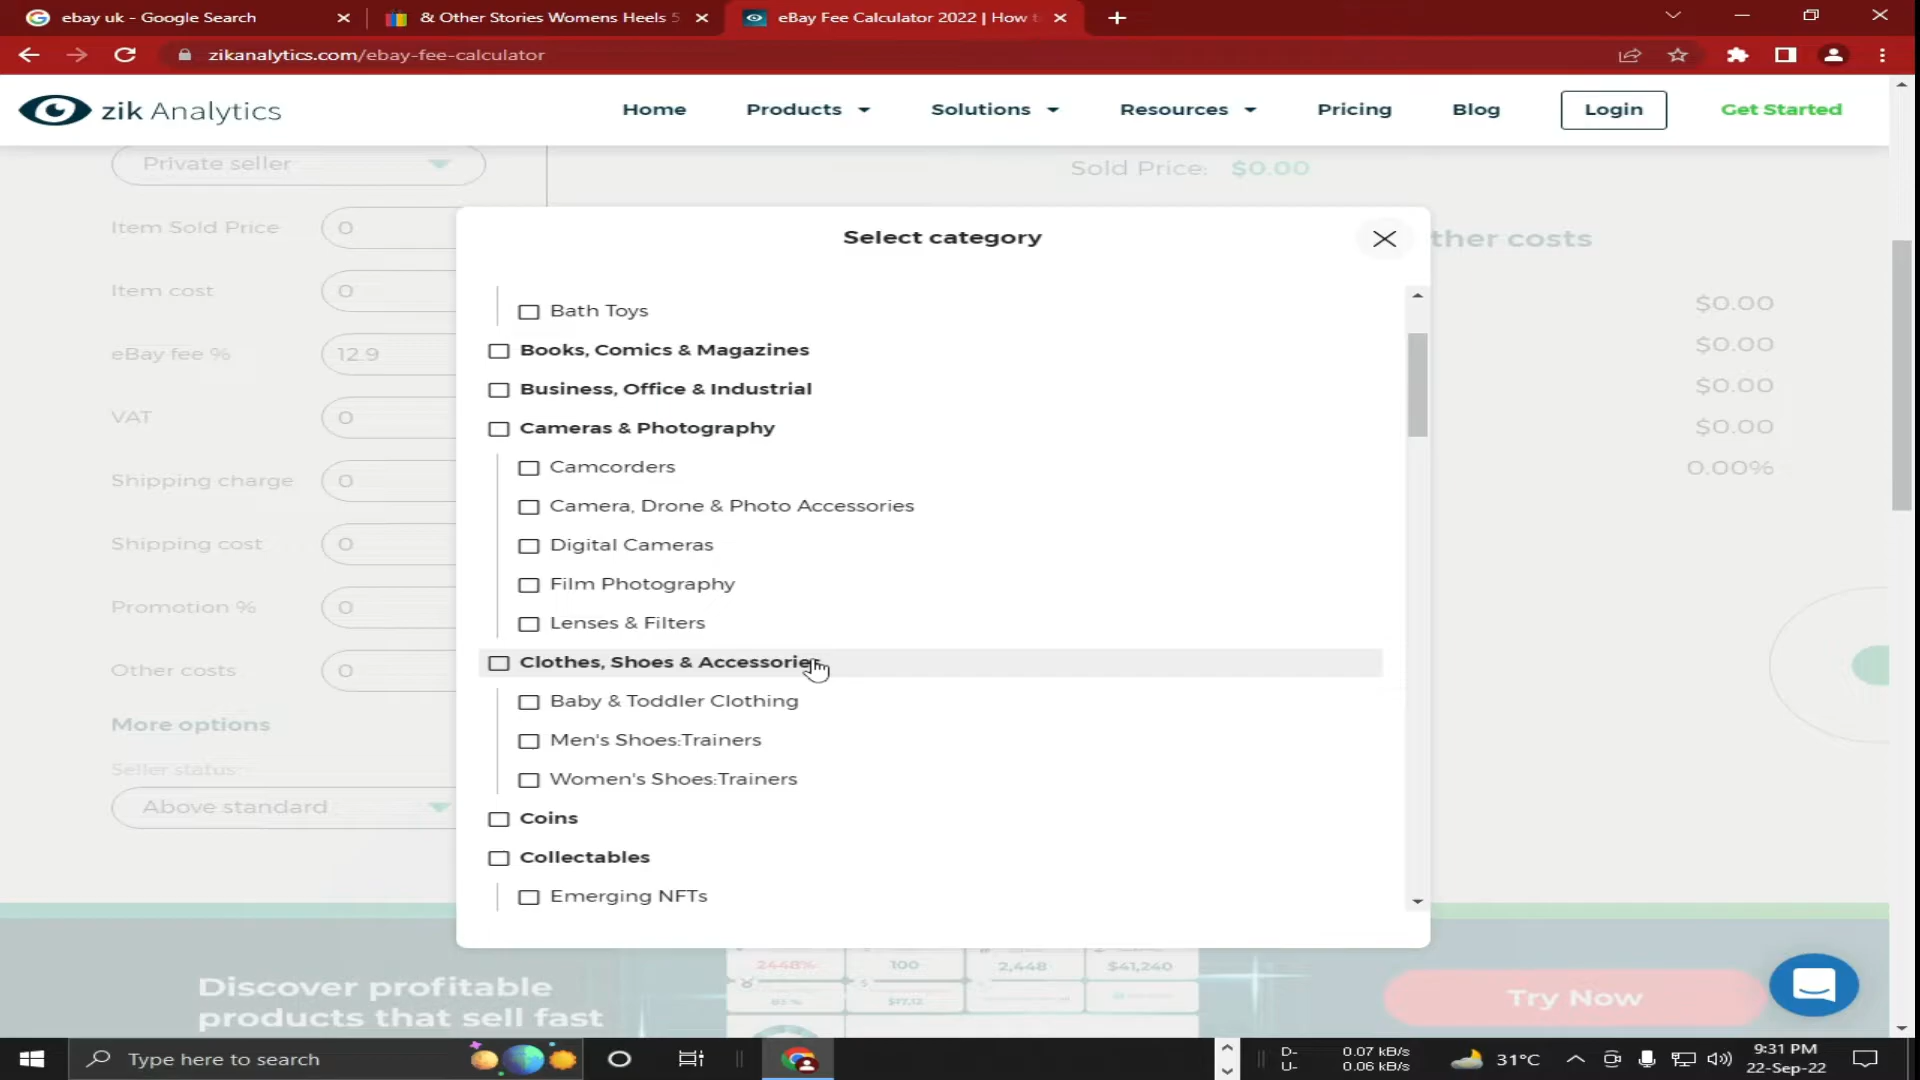 ebay uk - Google Search
& Other Stories Womens Heels 5
eBay Fee Calculator 2022 | How t
zikanalytics.com/ebay-fee-calculator
zik Analytics
Home
Products
Solutions
Resources
Pricing
Blog
Login
Get Started
Private seller
Sold Price: $0.00
Item Sold Price 0
Select category
ther costs
Item cost 0
$0.00
Bath Toys
eBay fee % 12.9
Books, Comics & Magazines
$0.00
Business, Office & Industrial
$0.00
VAT 0
Cameras & Photography
$0.00
Camcorders
0.00%
Shipping charge 0
Camera, Drone & Photo Accessories
Shipping cost 0
Digital Cameras
Film Photography
Promotion % 0
Lenses & Filters
Other costs 0
Clothes, Shoes & Accessories
Baby & Toddler Clothing
More options
Men's Shoes:Trainers
Seller status:
Women's Shoes:Trainers
Above standard
Coins
Collectables
Emerging NFTs
Discover profitable
products that sell fast
2448%
100
2,448
$41,240
Try Now
Type here to search
D- 0.07 kB/s
U- 0.06 kB/s
31°C
9:31 PM
22-Sep-22